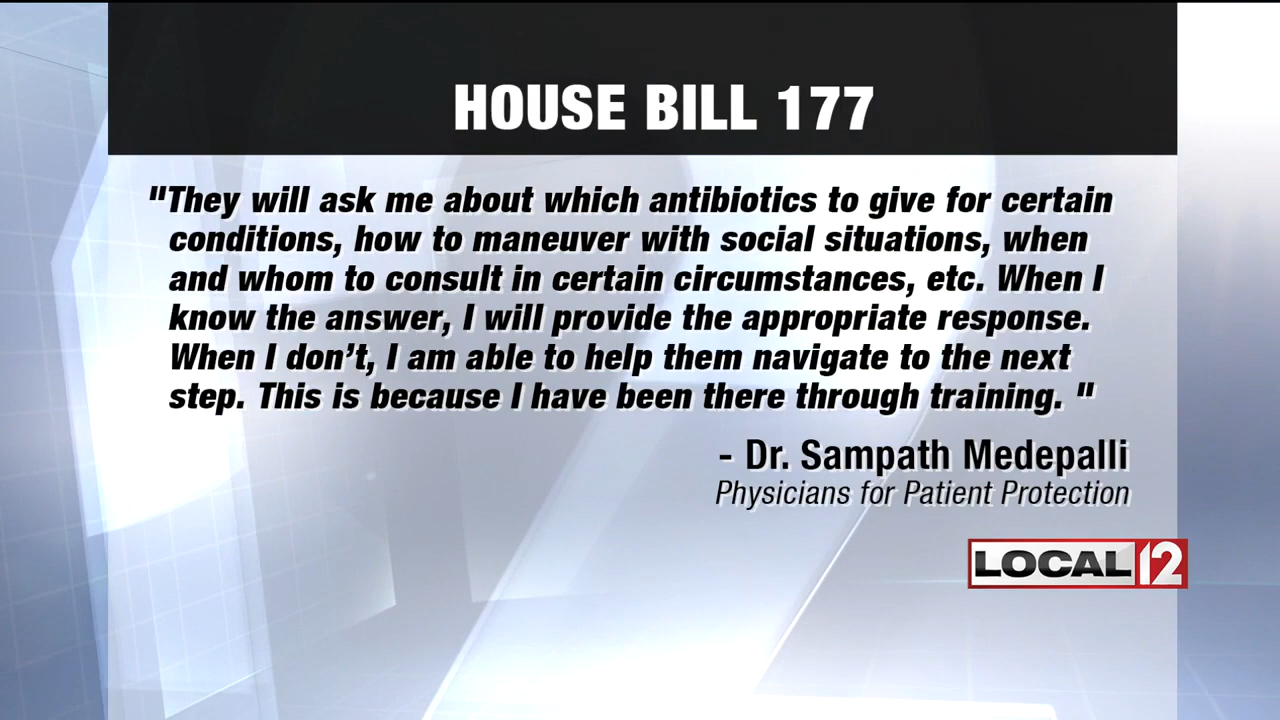 HOUSE BILL 177
"They will ask me about which antibiotics to give for certain
conditions, how to maneuver with social situations, when
and whom to consult in certain circumstances, etc. When I
know the answer, I will provide the appropriate response.
When I don’t, I am able to help them navigate to the next
step. This is because I have been there through training. "
- Dr. Sampath Medepalli
Physicians for Patient Protection
LOCAL 12